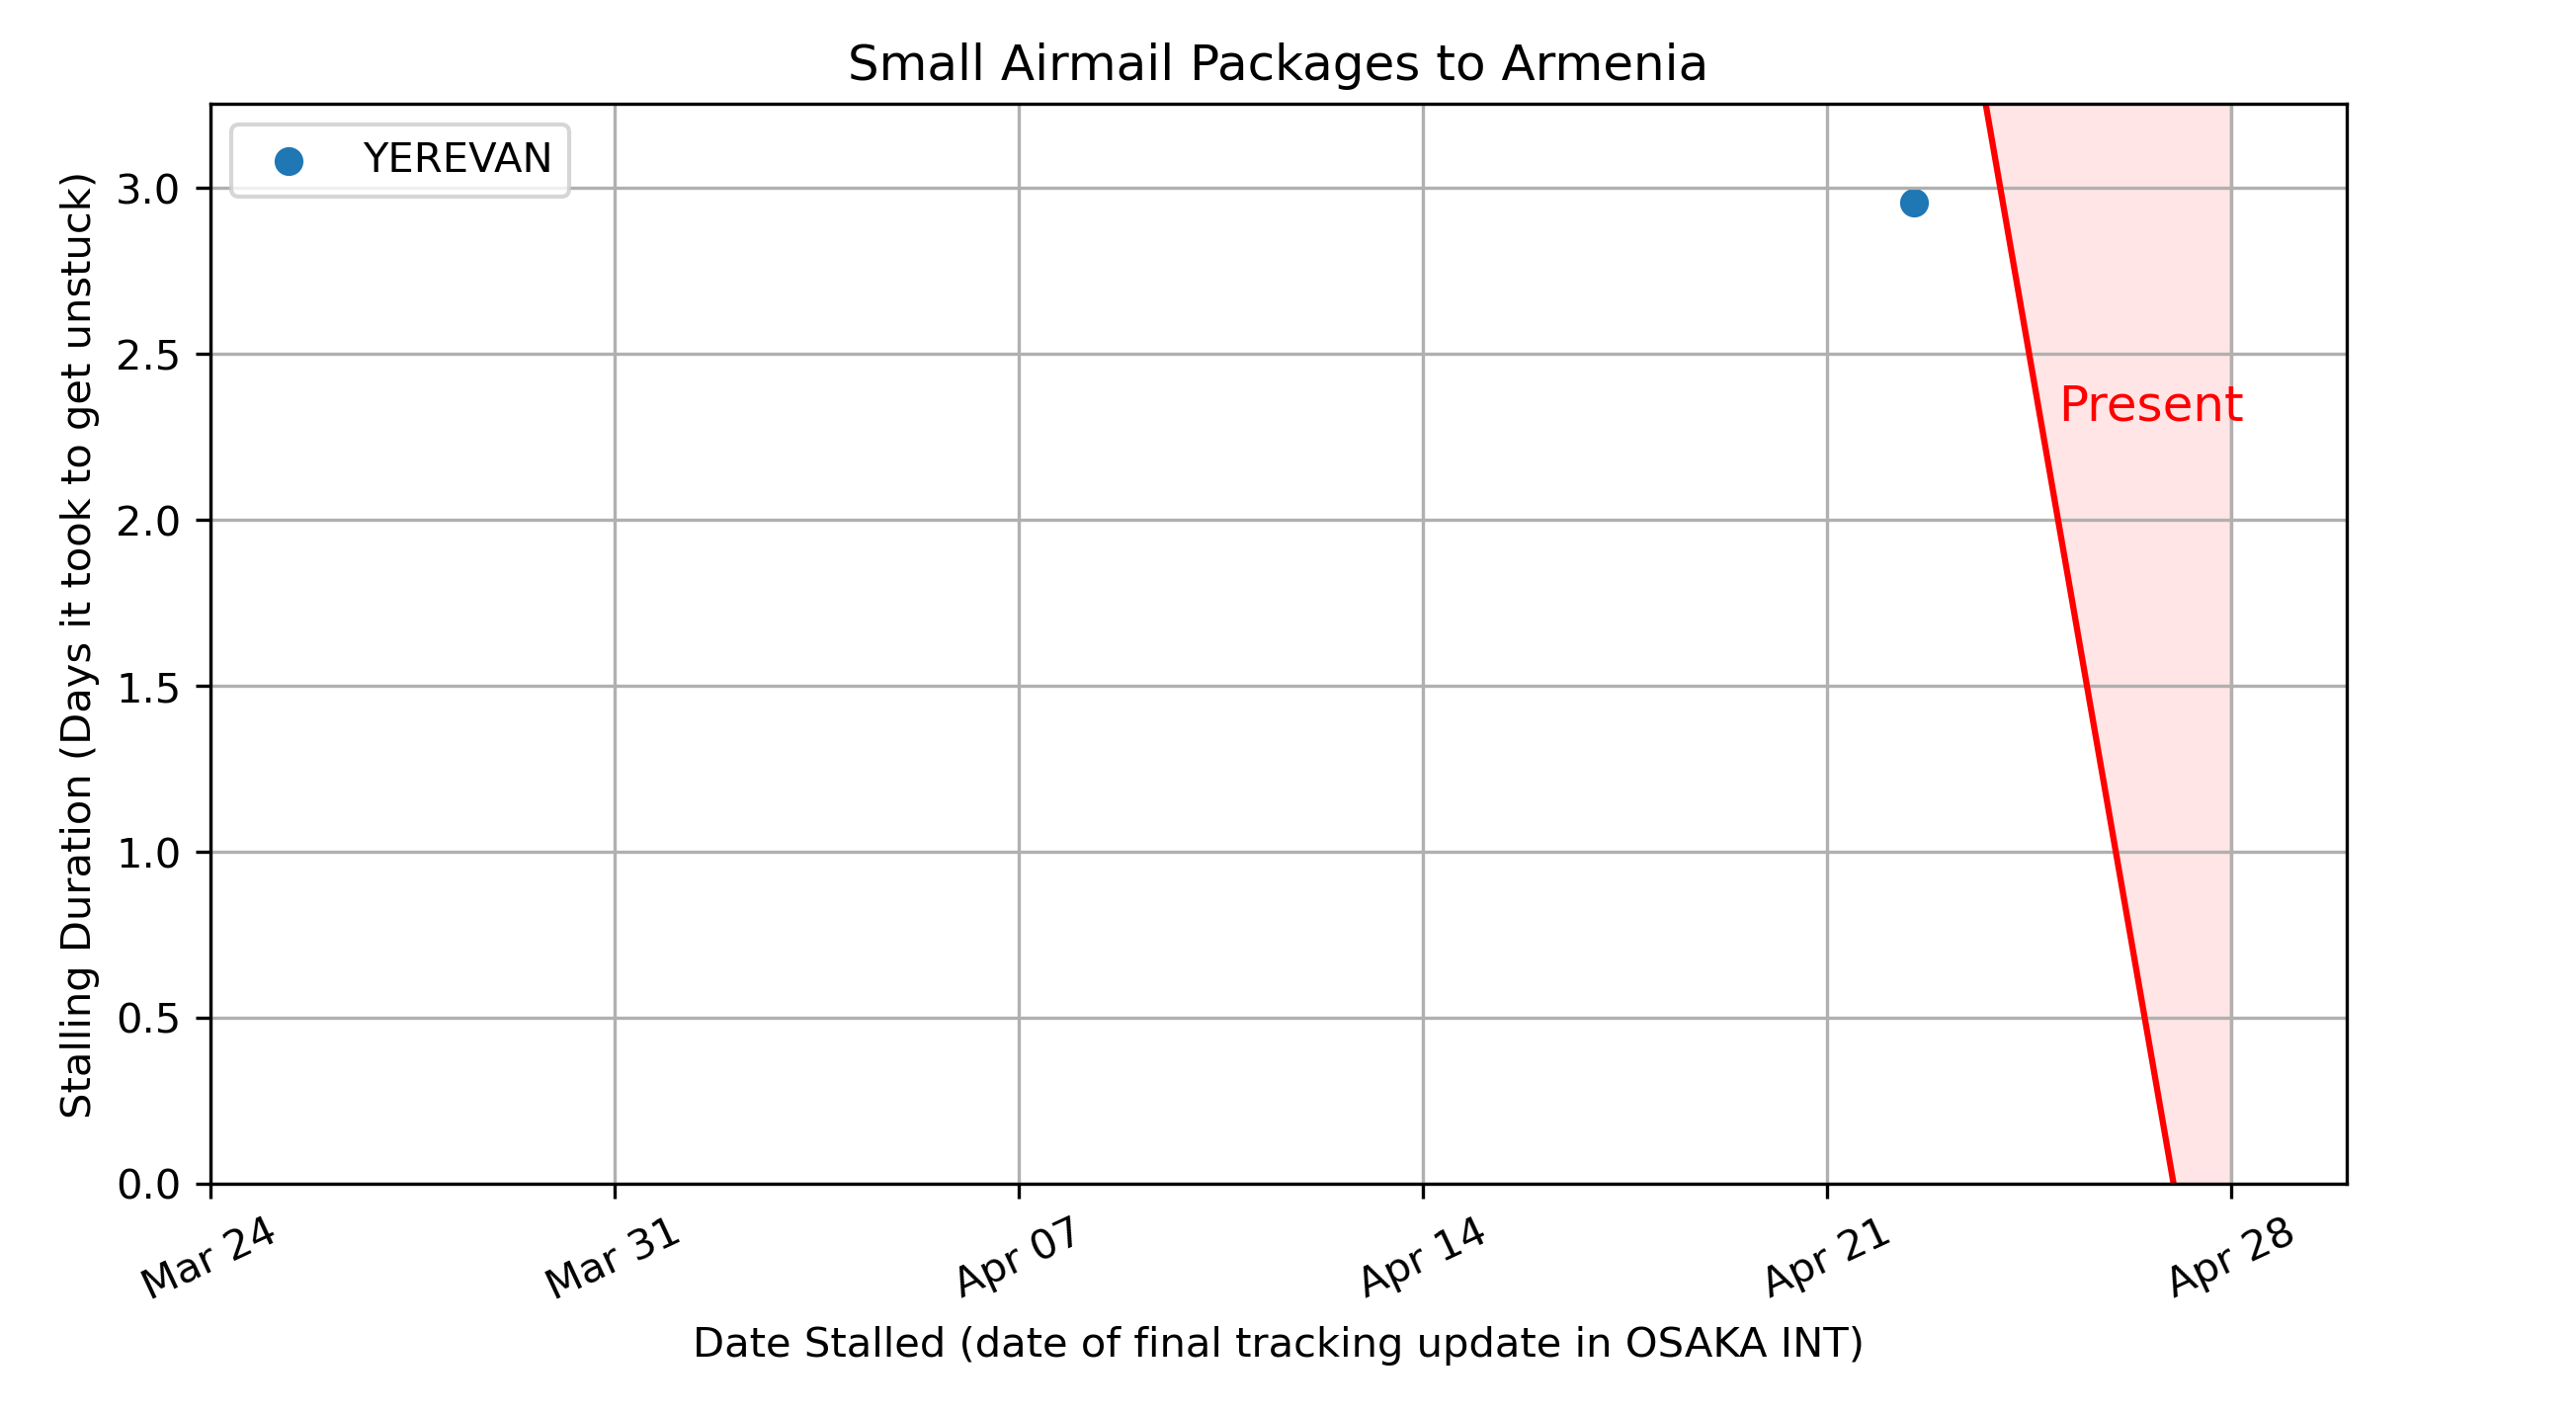 Small Airmail Packages to Armenia
YEREVAN
Stalling Duration (Days it took to get unstuck)
3.0
2.5
2.0
1.5
1.0
0.5
0.0
Present
Mar 24
Mar 31
Apr 07
Apr 14
Apr 21
Apr 28
Date Stalled (date of final tracking update in OSAKA INT)